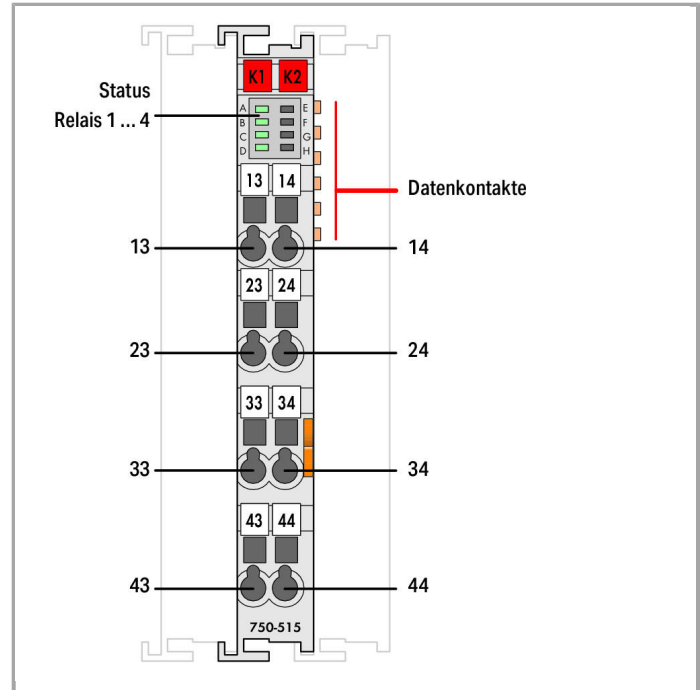 K1 K2
Status
Relais 1 ... 4
A E
B F
C G
D H
13 14
Datenkontakte
13 14
23 24
23 24
33 34
33 34
43 44
43 44
750-515